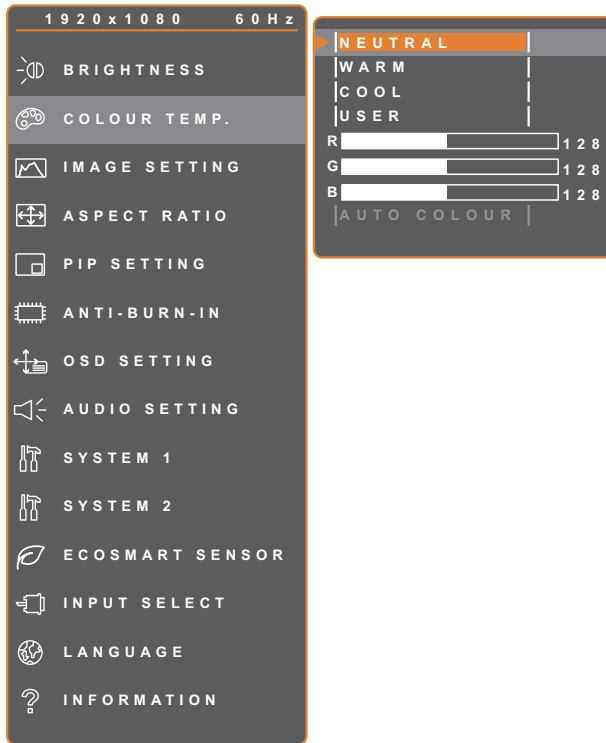 1920x1080 60Hz
BRIGHTNESS
COLOUR TEMP.
IMAGE SETTING
ASPECT RATIO
PIP SETTING
ANTI-BURN-IN
OSD SETTING
AUDIO SETTING
SYSTEM 1
SYSTEM 2
ECOSMART SENSOR
INPUT SELECT
LANGUAGE
INFORMATION
NEUTRAL
WARM
COOL
USER
R 128
G 128
B 128
AUTO COLOUR